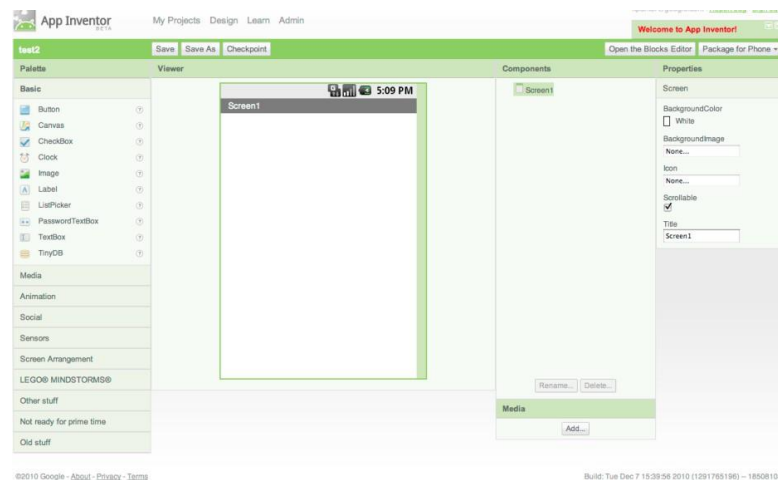 App Inventor
BETA
My Projects Design Learn Admin
Welcome to App Inventor!
test2
Save Save As Checkpoint
Open the Blocks Editor Package for Phone
Palette
Basic
Button
Canvas
CheckBox
Clock
Image
Label
ListPicker
PasswordTextBox
TextBox
TinyDB
Media
Animation
Social
Sensors
Screen Arrangement
LEGO® MINDSTORMS®
Other stuff
Not ready for prime time
Old stuff
Viewer
5:09 PM
Screen1
Components
Screen1
Rename... Delete...
Media
Add...
Properties
Screen
BackgroundColor
White
BackgroundImage
None...
Icon
None...
Scrollable
Title
Screen1
©2010 Google - About - Privacy - Terms
Build: Tue Dec 7 15:39:56 2010 (1291765196) -- 1850810